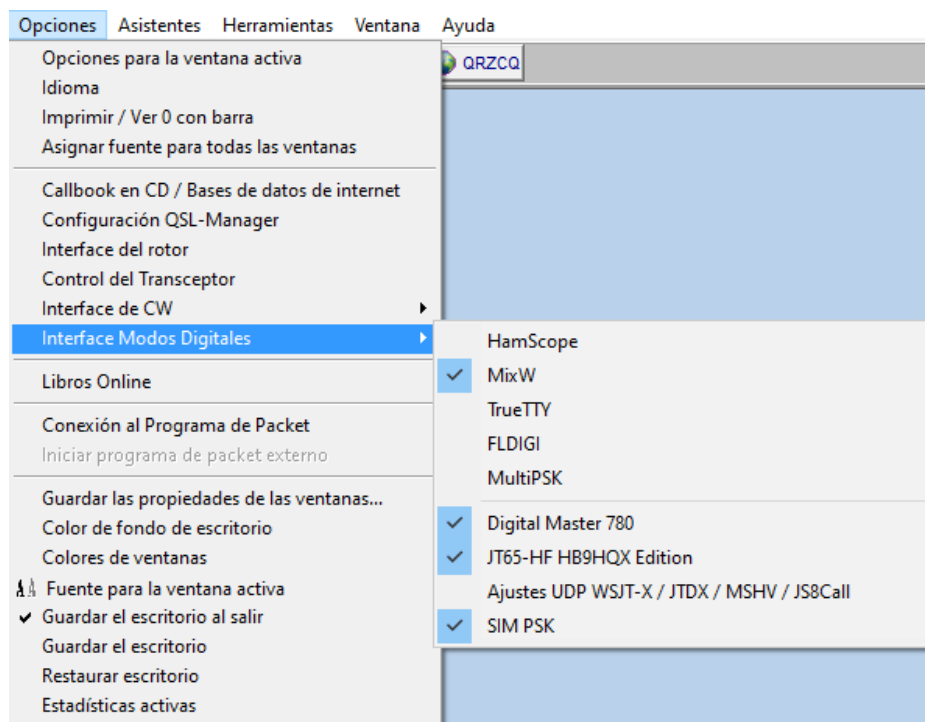 Opciones Asistentes Herramientas Ventana Ayuda
QRZCQ
Opciones para la ventana activa
Idioma
Imprimir / Ver 0 con barra
Asignar fuente para todas las ventanas
Callbook en CD / Bases de datos de internet
Configuración QSL-Manager
Interface del rotor
Control del Transceptor
Interface de CW
Interface Modos Digitales
Libros Online
Conexión al Programa de Packet
Iniciar programa de packet externo
Guardar las propiedades de las ventanas...
Color de fondo de escritorio
Colores de ventanas
Fuente para la ventana activa
Guardar el escritorio al salir
Guardar el escritorio
Restaurar escritorio
Estadísticas activas
HamScope
MixW
TrueTTY
FLDIGI
MultiPSK
Digital Master 780
JT65-HF HB9HQX Edition
Ajustes UDP WSJT-X / JTDX / MSHV / JS8Call
SIM PSK